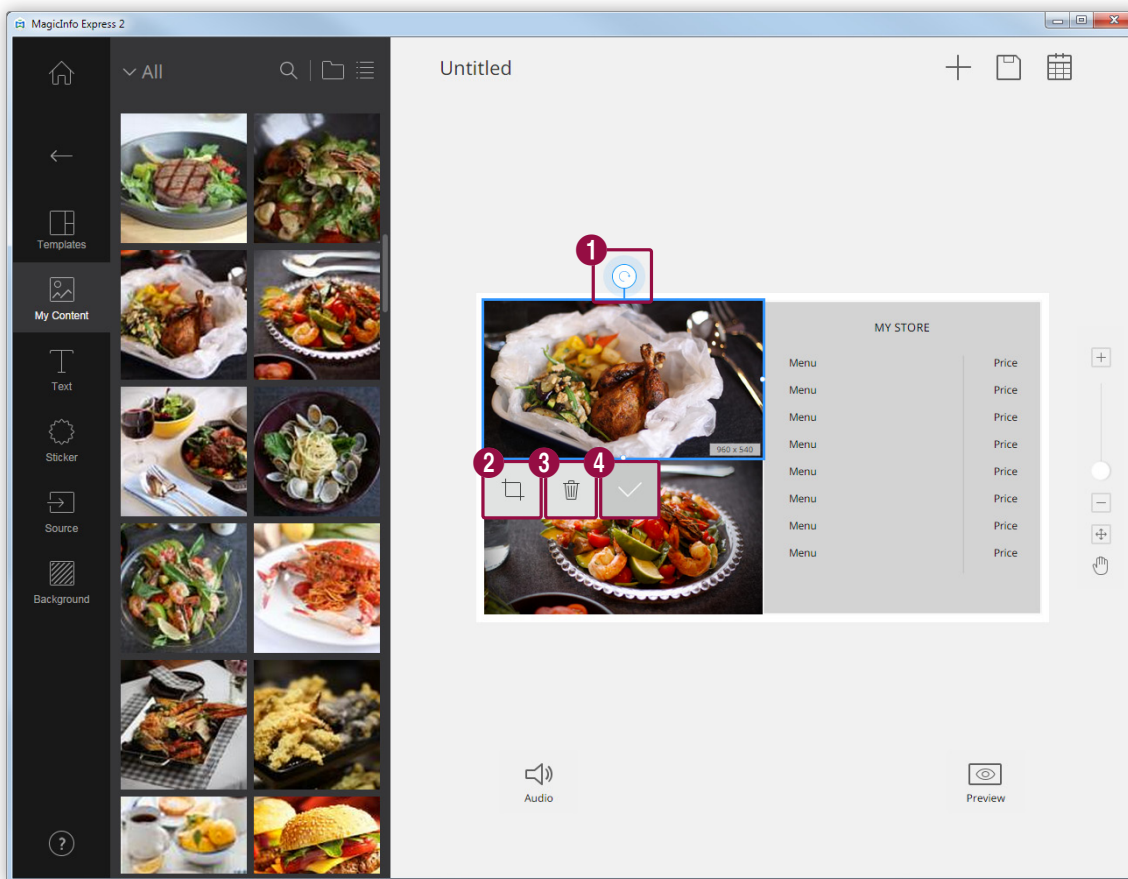 MagicInfo Express 2
All
Untitled
Templates
My Content
Text
Sticker
Source
Background
?
1
960 x 540
2
3
4
MY STORE
Menu Price
Menu Price
Menu Price
Menu Price
Menu Price
Menu Price
Menu Price
Menu Price
Audio
Preview